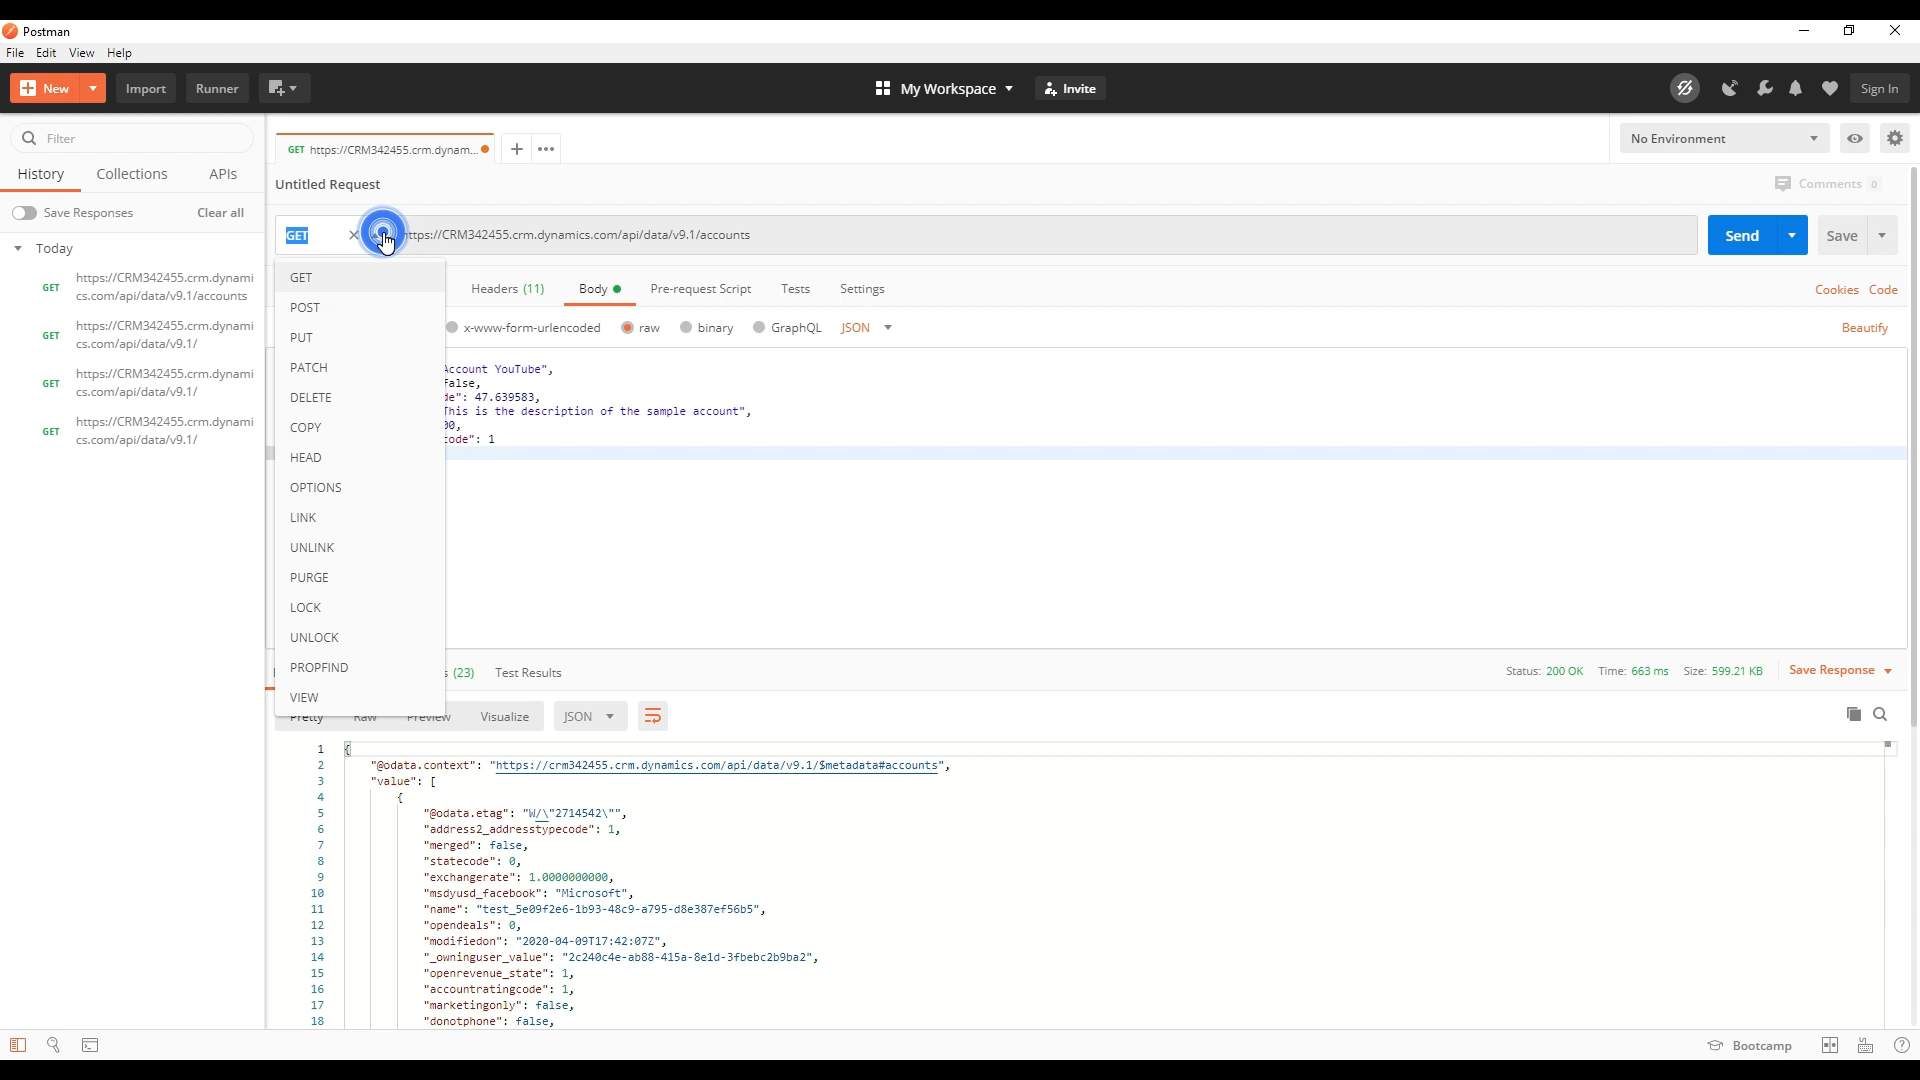 Postman
File Edit View Help
New Import Runner My Workspace Invite Sign In
Filter
GET https://CRM342455.crm.dynam... No Environment
History Collections APIs
Untitled Request Comments 0
Save Responses Clear all
GET https://CRM342455.crm.dynamics.com/api/data/v9.1/accounts Send Save
Today
GET https://CRM342455.crm.dynami
cs.com/api/data/v9.1/accounts
GET https://CRM342455.crm.dynami
cs.com/api/data/v9.1/
GET https://CRM342455.crm.dynami
cs.com/api/data/v9.1/
GET https://CRM342455.crm.dynami
cs.com/api/data/v9.1/
GET
POST
PUT
PATCH
DELETE
COPY
HEAD
OPTIONS
LINK
UNLINK
PURGE
LOCK
UNLOCK
PROPFIND
VIEW
Headers (11) Body Pre-request Script Tests Settings Cookies Code
x-www-form-urlencoded raw binary GraphQL JSON Beautify
Account YouTube",
false,
de": 47.639583,
This is the description of the sample account",
00,
code": 1
s (23) Test Results Status: 200 OK Time: 663 ms Size: 599.21 KB Save Response
Pretty Raw Preview Visualize JSON
1 {
2 "@odata.context": "https://crm342455.crm.dynamics.com/api/data/v9.1/$metadata#accounts",
3 "value": [
4 {
5 "@odata.etag": "W/\"2714542\"",
6 "address2_addresstypecode": 1,
7 "merged": false,
8 "statecode": 0,
9 "exchangerate": 1.0000000000,
10 "msdyusd_facebook": "Microsoft",
11 "name": "test_5e09f2e6-1b93-48c9-a795-d8e387ef56b5",
12 "opendeals": 0,
13 "modifiedon": "2020-04-09T17:42:07Z",
14 "_owninguser_value": "2c240c4e-ab88-415a-8e1d-3fbebc2b9ba2",
15 "openrevenue_state": 1,
16 "accountratingcode": 1,
17 "marketingonly": false,
18 "donotphone": false,
Bootcamp